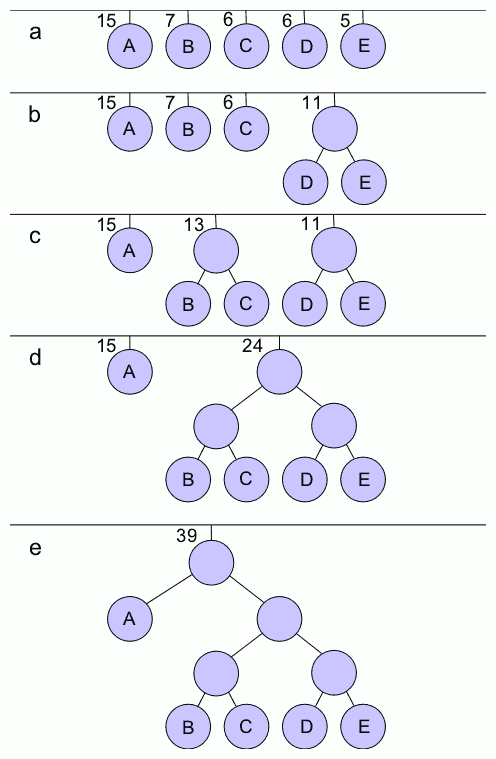 15 7 6 6 5
a A B C D E
15 7 6 11
b A B C
D E
15 13 11
c A
B C D E
15 24
d A
B C D E
39
e
A
B C D E